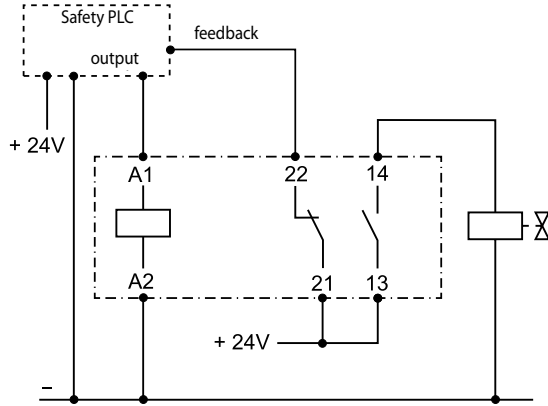 Safety PLC
feedback
output
+ 24V
A1
22
14
A2
21
13
+ 24V
–